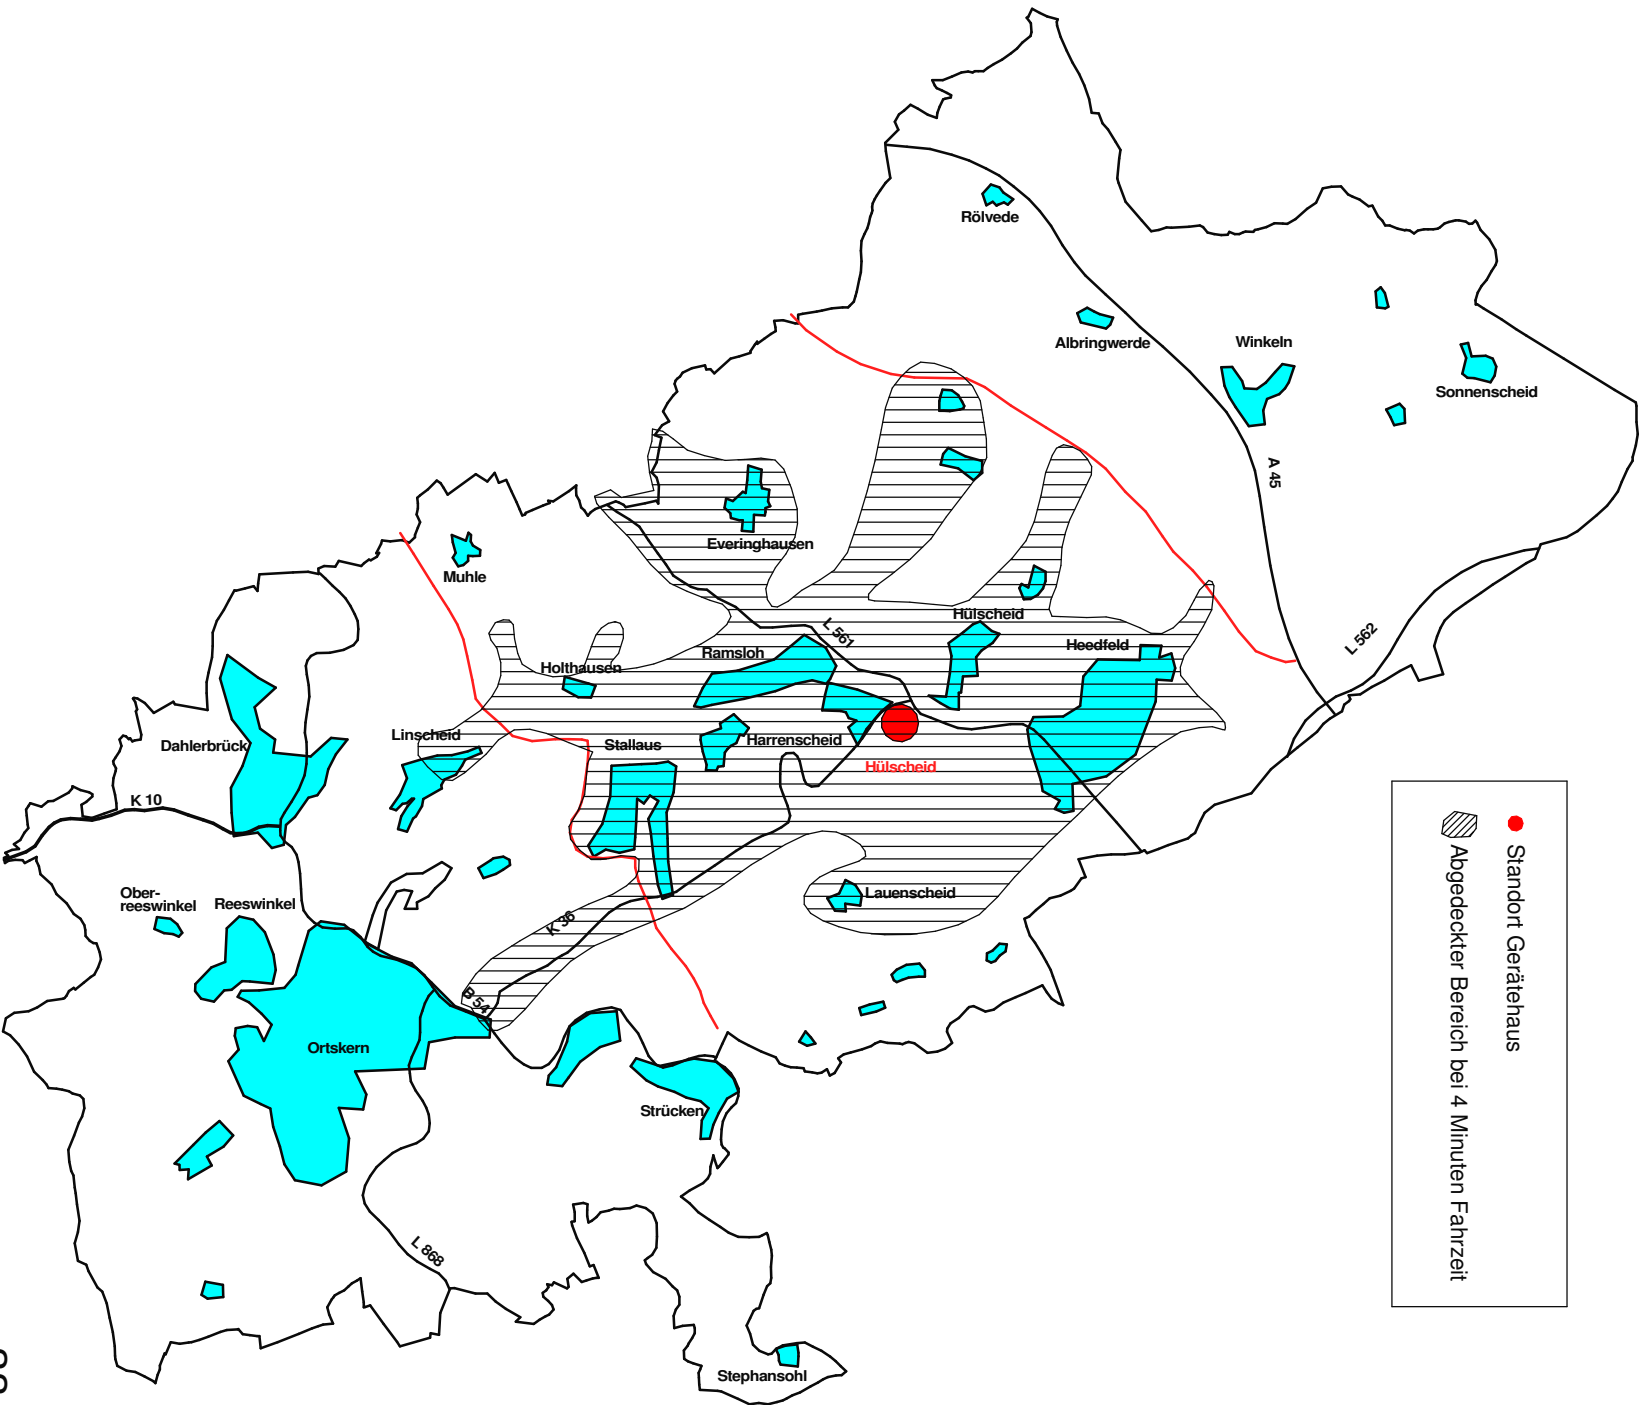 Rölvede
Albringwerde
Winkeln
Sonnenscheid
A 45
Everinghausen
Muhle
Hülscheid
L 561
L 562
Heedfeld
Ramsloh
Holthausen
Linscheid
Stallaus
Harrenscheid
Dahlerbrück
Hülscheid
K 10
Ober-
reeswinkel
Reeswinkel
Lauenscheid
K 36
B 54
Ortskern
Strücken
L 868
Stephansohl
Standort Gerätehaus
Abgedeckter Bereich bei 4 Minuten Fahrzeit